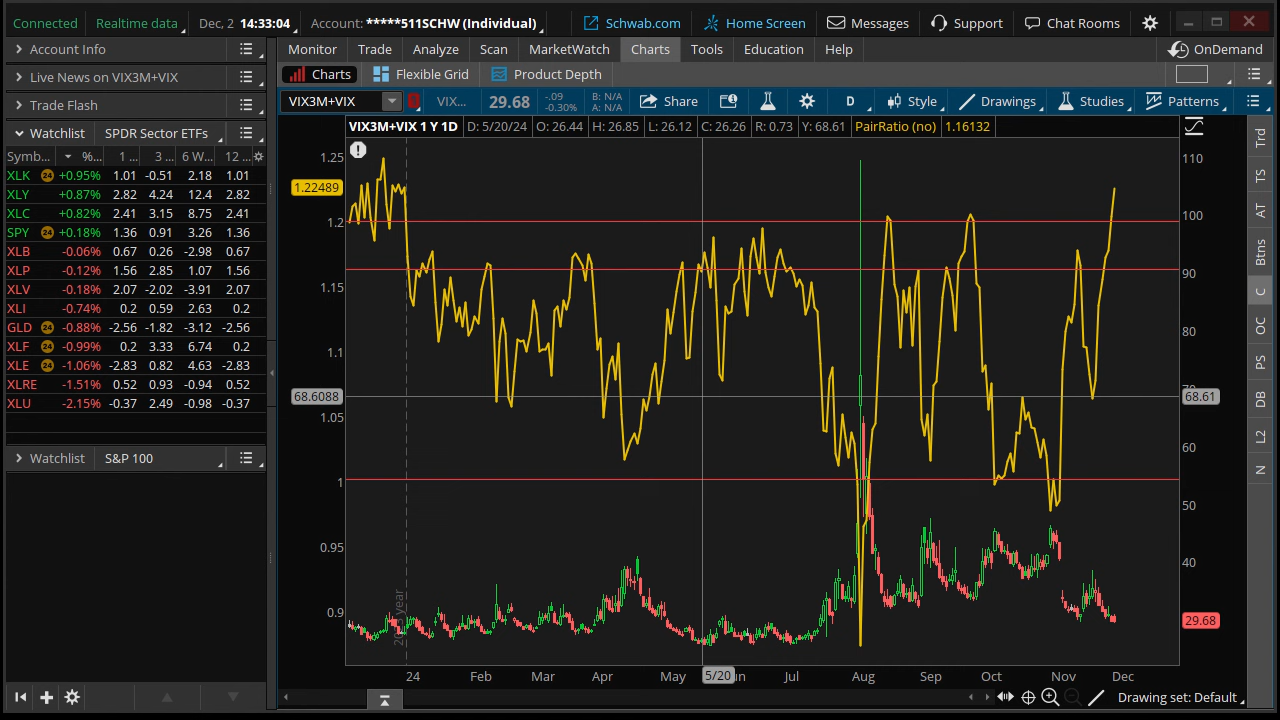 Connected Realtime data Dec, 2 14:33:04 Account: *****511SCHW (Individual) Schwab.com Home Screen Messages Support Chat Rooms
Account Info
Monitor Trade Analyze Scan MarketWatch Charts Tools Education Help OnDemand
Live News on VIX3M+VIX
Charts Flexible Grid Product Depth
Trade Flash
VIX3M+VIX VIX... 29.68 -.09 -0.30% B: N/A A: N/A Share D Style Drawings Studies Patterns
Watchlist SPDR Sector ETFs
VIX3M+VIX 1 Y 1D D: 5/20/24 O: 26.44 H: 26.85 L: 26.12 C: 26.26 R: 0.73 Y: 68.61 PairRatio (no) 1.16132
Symb... %... 1 ... 3 ... 6 W... 12 ...
XLK 24 +0.95% 1.01 -0.51 2.18 1.01
XLY +0.87% 2.82 4.24 12.4 2.82
XLC +0.82% 2.41 3.15 8.75 2.41
SPY 24 +0.18% 1.36 0.91 3.26 1.36
XLB -0.06% 0.67 0.26 -2.98 0.67
XLP -0.12% 1.56 2.85 1.07 1.56
XLV -0.18% 2.07 -2.02 -3.91 2.07
XLI -0.74% 0.2 0.59 2.63 0.2
GLD 24 -0.88% -2.56 -1.82 -3.12 -2.56
XLF 24 -0.99% 0.2 3.33 6.74 0.2
XLE 24 -1.06% -2.83 0.82 4.63 -2.83
XLRE -1.51% 0.52 0.93 -0.94 0.52
XLU -2.15% -0.37 2.49 -0.98 -0.37
Watchlist S&P 100
1.25
1.22489
1.2
1.15
1.1
68.6088
1.05
1
0.95
0.9
110
100
90
80
68.61
60
50
40
29.68
year
24 Feb Mar Apr May 5/20 Jul Aug Sep Oct Nov Dec
Drawing set: Default
Trd
TS
AT
Btns
C
OC
PS
DB
L2
N